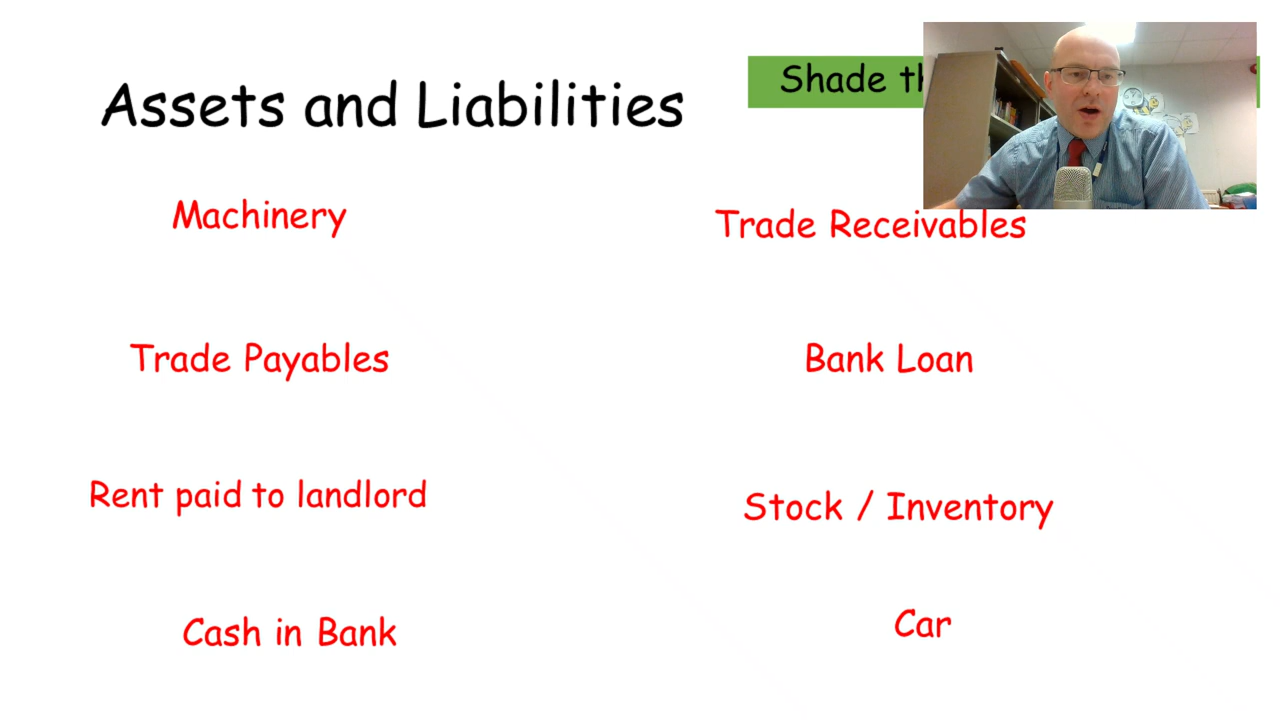 Assets and Liabilities
Shade
Machinery
Trade Receivables
Trade Payables
Bank Loan
Rent paid to landlord
Stock / Inventory
Cash in Bank
Car